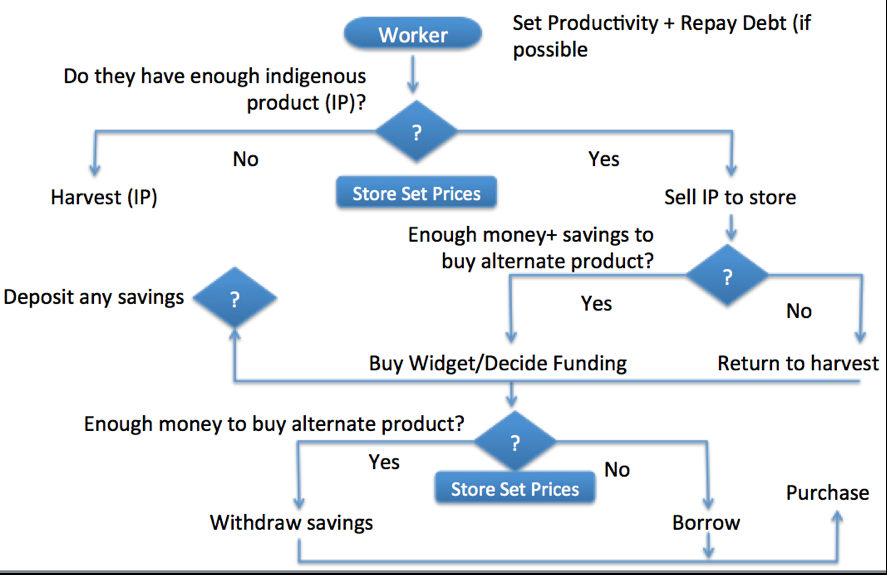 Worker
Set Productivity + Repay Debt (if
possible
Do they have enough indigenous
product (IP)?
?
No
Yes
Harvest (IP)
Store Set Prices
Sell IP to store
Enough money+ savings to
buy alternate product?
?
Deposit any savings
?
Yes
No
Buy Widget/Decide Funding
Return to harvest
Enough money to buy alternate product?
?
Yes
No
Store Set Prices
Purchase
Withdraw savings
Borrow